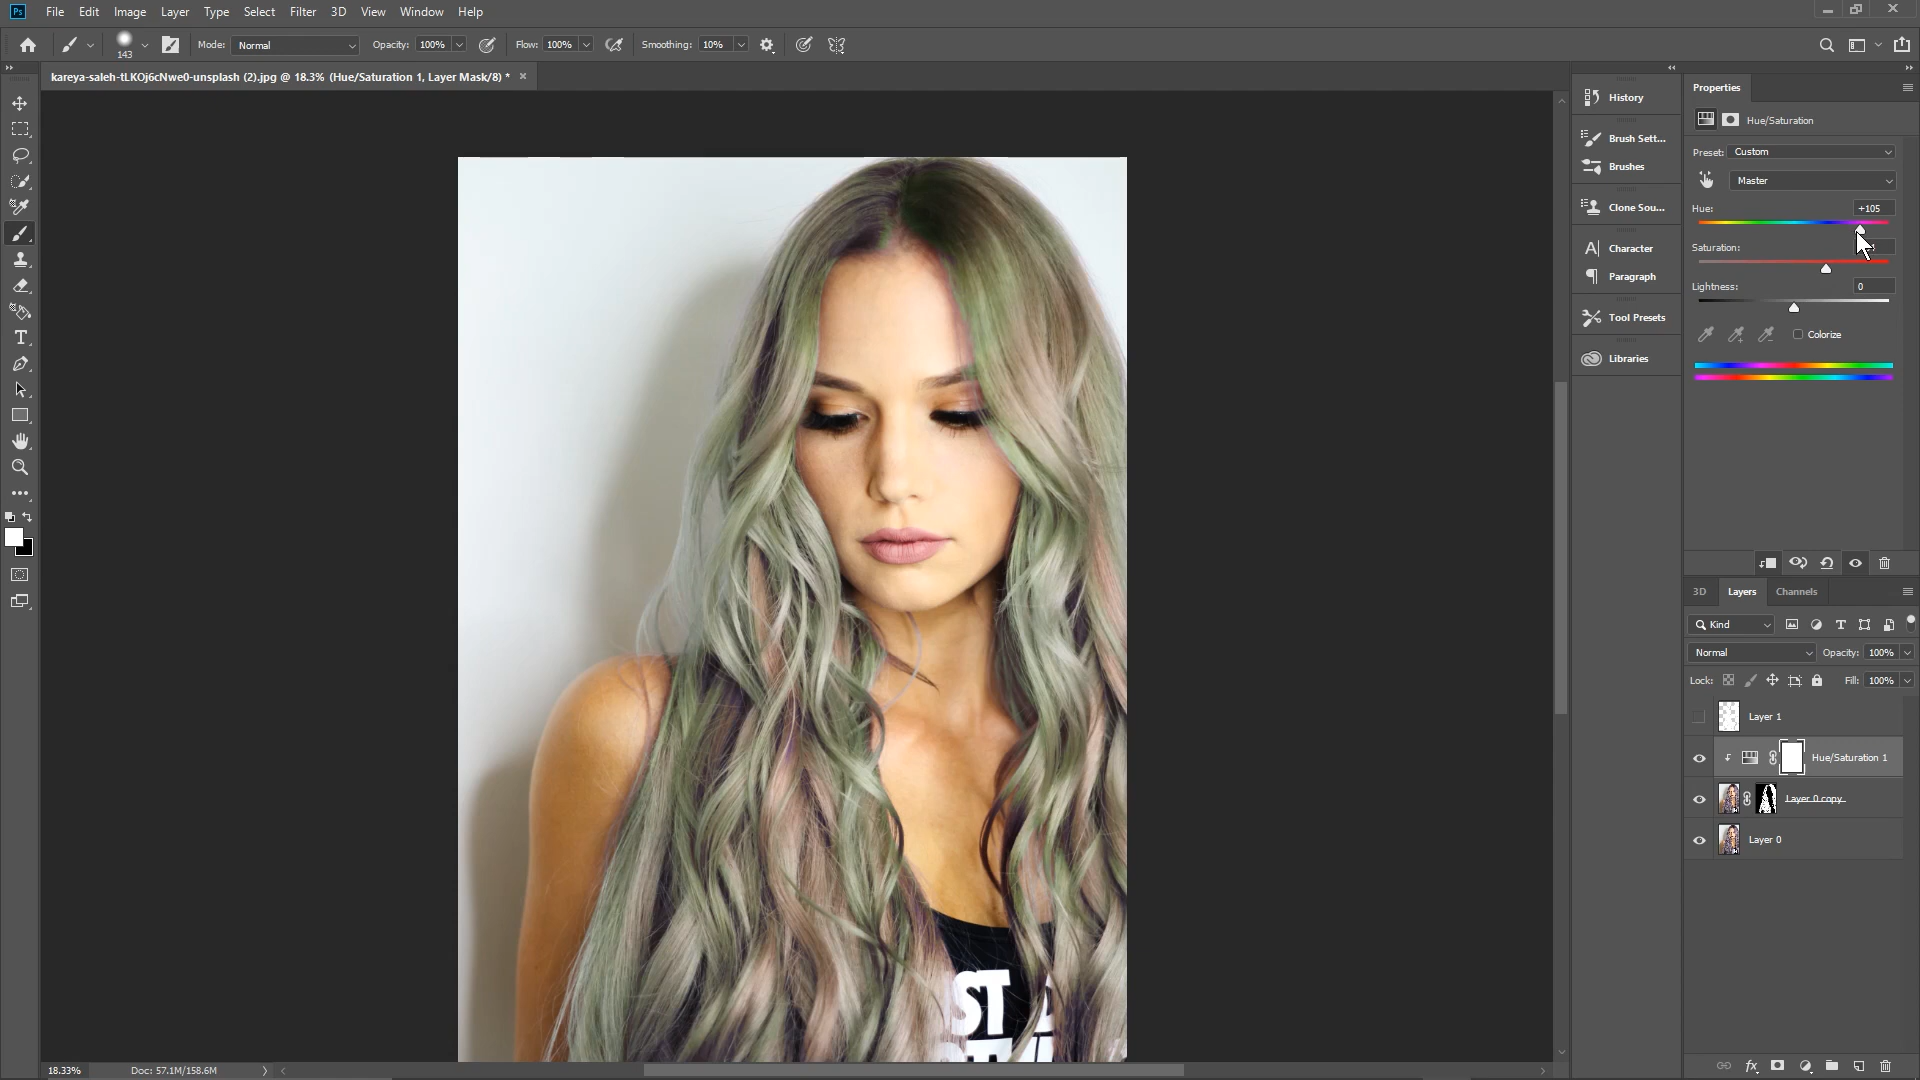 Ps File Edit Image Layer Type Select Filter 3D View Window Help
143 Mode: Normal Opacity: 100% Flow: 100% Smoothing: 10%
kareya-saleh-tLKOj6cNwe0-unsplash (2).jpg @ 18.3% (Hue/Saturation 1, Layer Mask/8) *
History
Brush Sett...
Brushes
Clone Sou...
Character
Paragraph
Tool Presets
Libraries
Properties
Hue/Saturation
Preset: Custom
Master
Hue: +105
Saturation:
Lightness: 0
Colorize
3D Layers Channels
Kind
Normal Opacity: 100%
Lock: Fill: 100%
Layer 1
Hue/Saturation 1
Layer 0 copy
Layer 0
18.33% Doc: 57.1M/158.6M